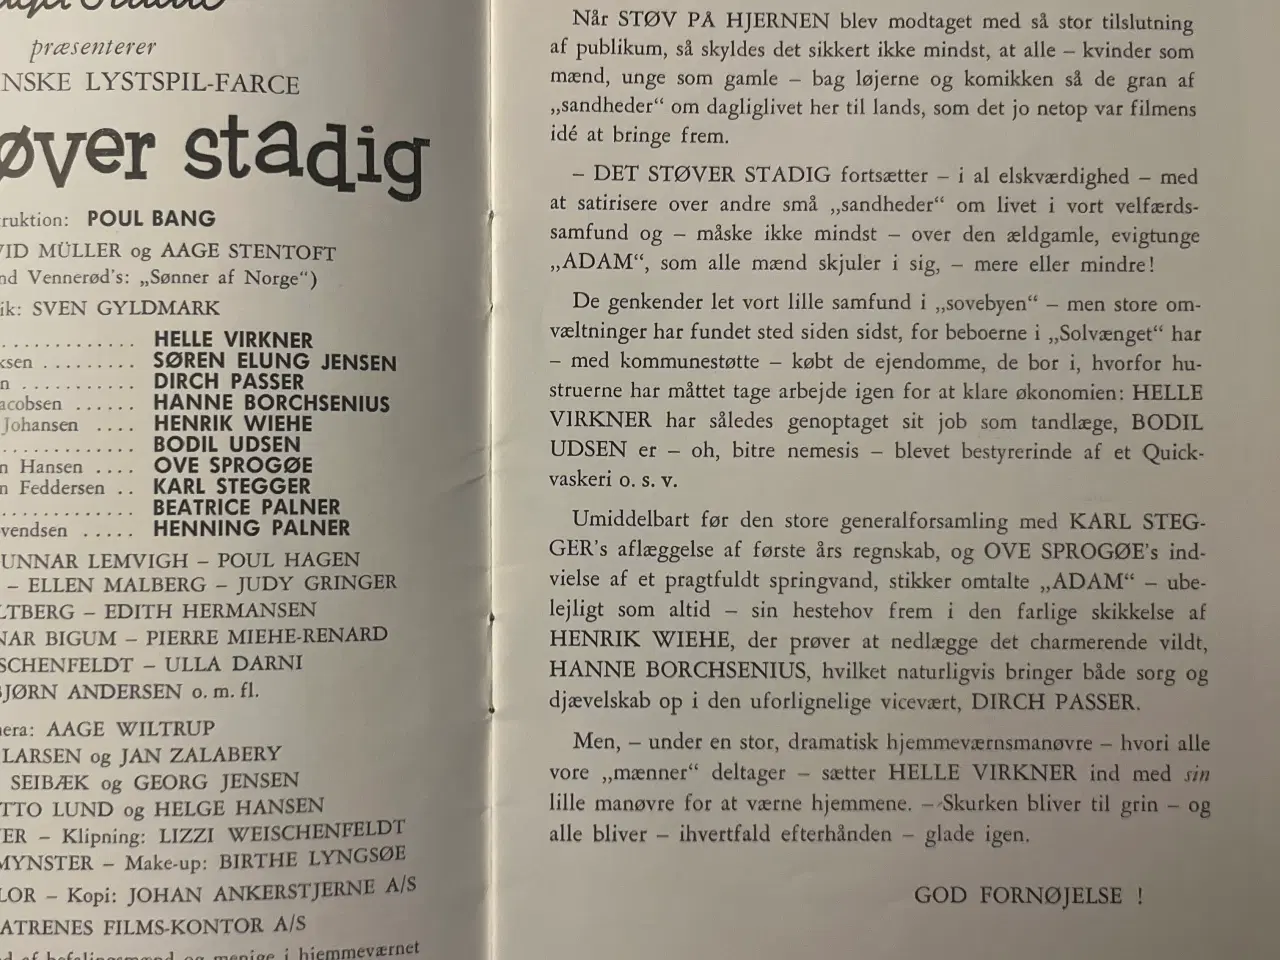 præsenterer
NSKE LYSTSPIL-FARCE
øver stadig
ruktion: POUL BANG
VID MÜLLER og AAGE STENTOFT
nd Vennerød's: „Sønner af Norge“)
ik: SVEN GYLDMARK
. . . . . . . . . . . . . HELLE VIRKNER
ksen . . . . . . . . . SØREN ELUNG JENSEN
n . . . . . . . . . . . DIRCH PASSER
acobsen . . . . . . HANNE BORCHSENIUS
Johansen . . . . HENRIK WIEHE
. . . . . . . . . . . . . BODIL UDSEN
n Hansen . . . . OVE SPROGØE
n Feddersen . . KARL STEGGER
. . . . . . . . . . . . . BEATRICE PALNER
vendsen . . . . . HENNING PALNER
UNNAR LEMVIGH – POUL HAGEN
– ELLEN MALBERG – JUDY GRINGER
LTBERG – EDITH HERMANSEN
NAR BIGUM – PIERRE MIEHE-RENARD
SCHENFELDT – ULLA DARNI
BJØRN ANDERSEN o. m. fl.
mera: AAGE WILTRUP
LARSEN og JAN ZALABERY
SEIBÆK og GEORG JENSEN
TTO LUND og HELGE HANSEN
ER – Klipning: LIZZI WEISCHENFELDT
MYNSTER – Make-up: BIRTHE LYNGSØE
LOR – Kopi: JOHAN ANKERSTJERNE A/S
ATRENES FILMS-KONTOR A/S
af befalingsmænd og menige i hjemmeværnet
Når STØV PÅ HJERNEN blev modtaget med så stor tilslutning
af publikum, så skyldes det sikkert ikke mindst, at alle – kvinder som
mænd, unge som gamle – bag løjerne og komikken så de gran af
„sandheder“ om dagliglivet her til lands, som det jo netop var filmens
idé at bringe frem.
– DET STØVER STADIG fortsætter – i al elskværdighed – med
at satirisere over andre små „sandheder“ om livet i vort velfærds-
samfund og – måske ikke mindst – over den ældgamle, evigtunge
„ADAM“, som alle mænd skjuler i sig, – mere eller mindre!
De genkender let vort lille samfund i „sovebyen“ – men store om-
væltninger har fundet sted siden sidst, for beboerne i „Solvænget“ har
– med kommunestøtte – købt de ejendomme, de bor i, hvorfor hu-
struerne har måttet tage arbejde igen for at klare økonomien: HELLE
VIRKNER har således genoptaget sit job som tandlæge, BODIL
UDSEN er – oh, bitre nemesis – blevet bestyrerinde af et Quick-
vaskeri o. s. v.
Umiddelbart før den store generalforsamling med KARL STEG-
GER's aflæggelse af første års regnskab, og OVE SPROGØE's ind-
vielse af et pragtfuldt springvand, stikker omtalte „ADAM“ – ube-
lejligt som altid – sin hestehov frem i den farlige skikkelse af
HENRIK WIEHE, der prøver at nedlægge det charmerende vildt,
HANNE BORCHSENIUS, hvilket naturligvis bringer både sorg og
djævelskab op i den uforlignelige vicevært, DIRCH PASSER.
Men, – under en stor, dramatisk hjemmeværnsmanøvre – hvori alle
vore „mænner“ deltager – sætter HELLE VIRKNER ind med sin
lille manøvre for at værne hjemmene. – Skurken bliver til grin – og
alle bliver – ihvertfald efterhånden – glade igen.
GOD FORNØJELSE !